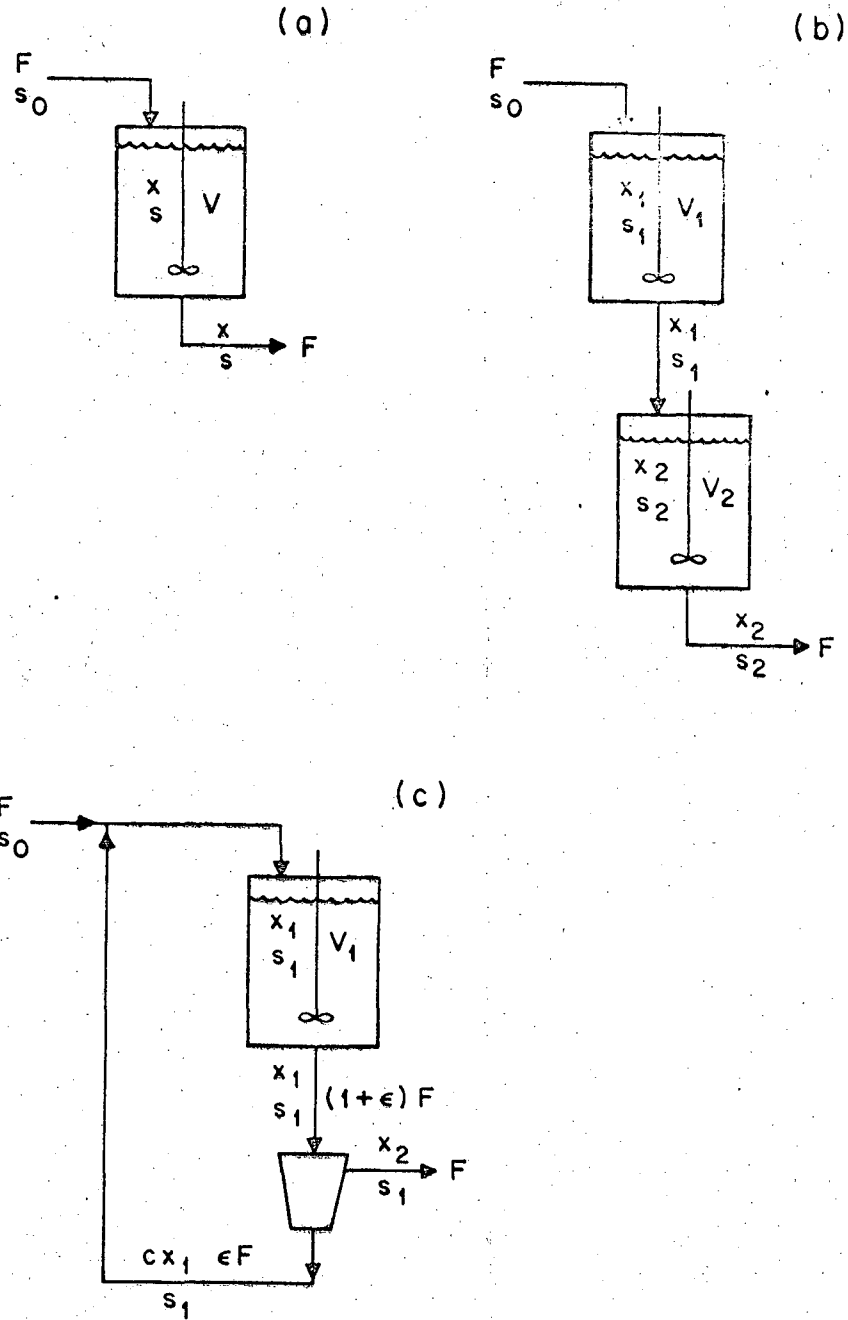 (a)
F
s0
x
s
V
x
s
F
(b)
F
s0
x1
s1
V1
x1
s1
x2
s2
V2
x2
s2
F
(c)
F
s0
x1
s1
V1
x1
s1
(1+ϵ)F
x2
s1
F
cx1 ϵF
s1